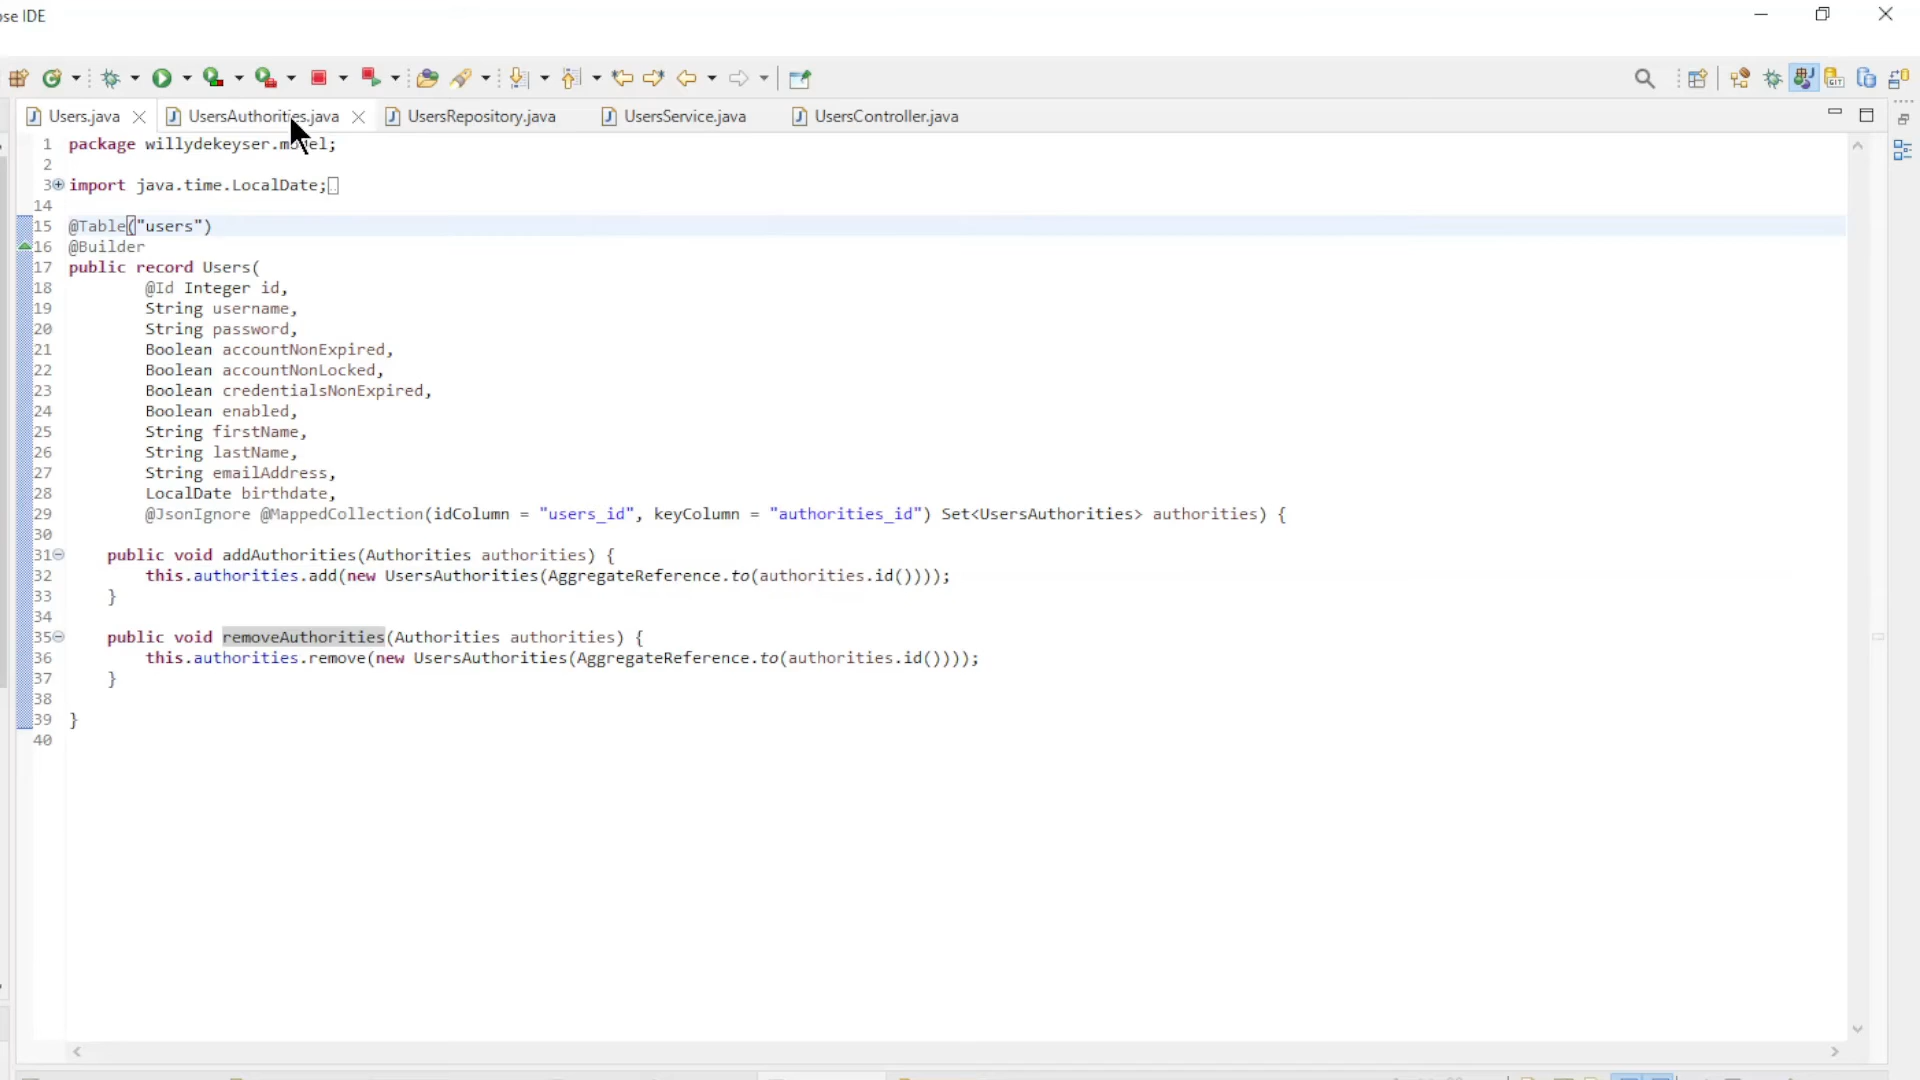 ose IDE
Users.java
UsersAuthorities.java
UsersRepository.java
UsersService.java
UsersController.java
1 package willydekeyser.model;
2
3 import java.time.LocalDate;
14
15 @Table("users")
16 @Builder
17 public record Users(
18 @Id Integer id,
19 String username,
20 String password,
21 Boolean accountNonExpired,
22 Boolean accountNonLocked,
23 Boolean credentialsNonExpired,
24 Boolean enabled,
25 String firstName,
26 String lastName,
27 String emailAddress,
28 LocalDate birthdate,
29 @JsonIgnore @MappedCollection(idColumn = "users_id", keyColumn = "authorities_id") Set<UsersAuthorities> authorities) {
30
31 public void addAuthorities(Authorities authorities) {
32 this.authorities.add(new UsersAuthorities(AggregateReference.to(authorities.id())));
33 }
34
35 public void removeAuthorities(Authorities authorities) {
36 this.authorities.remove(new UsersAuthorities(AggregateReference.to(authorities.id())));
37 }
38
39 }
40